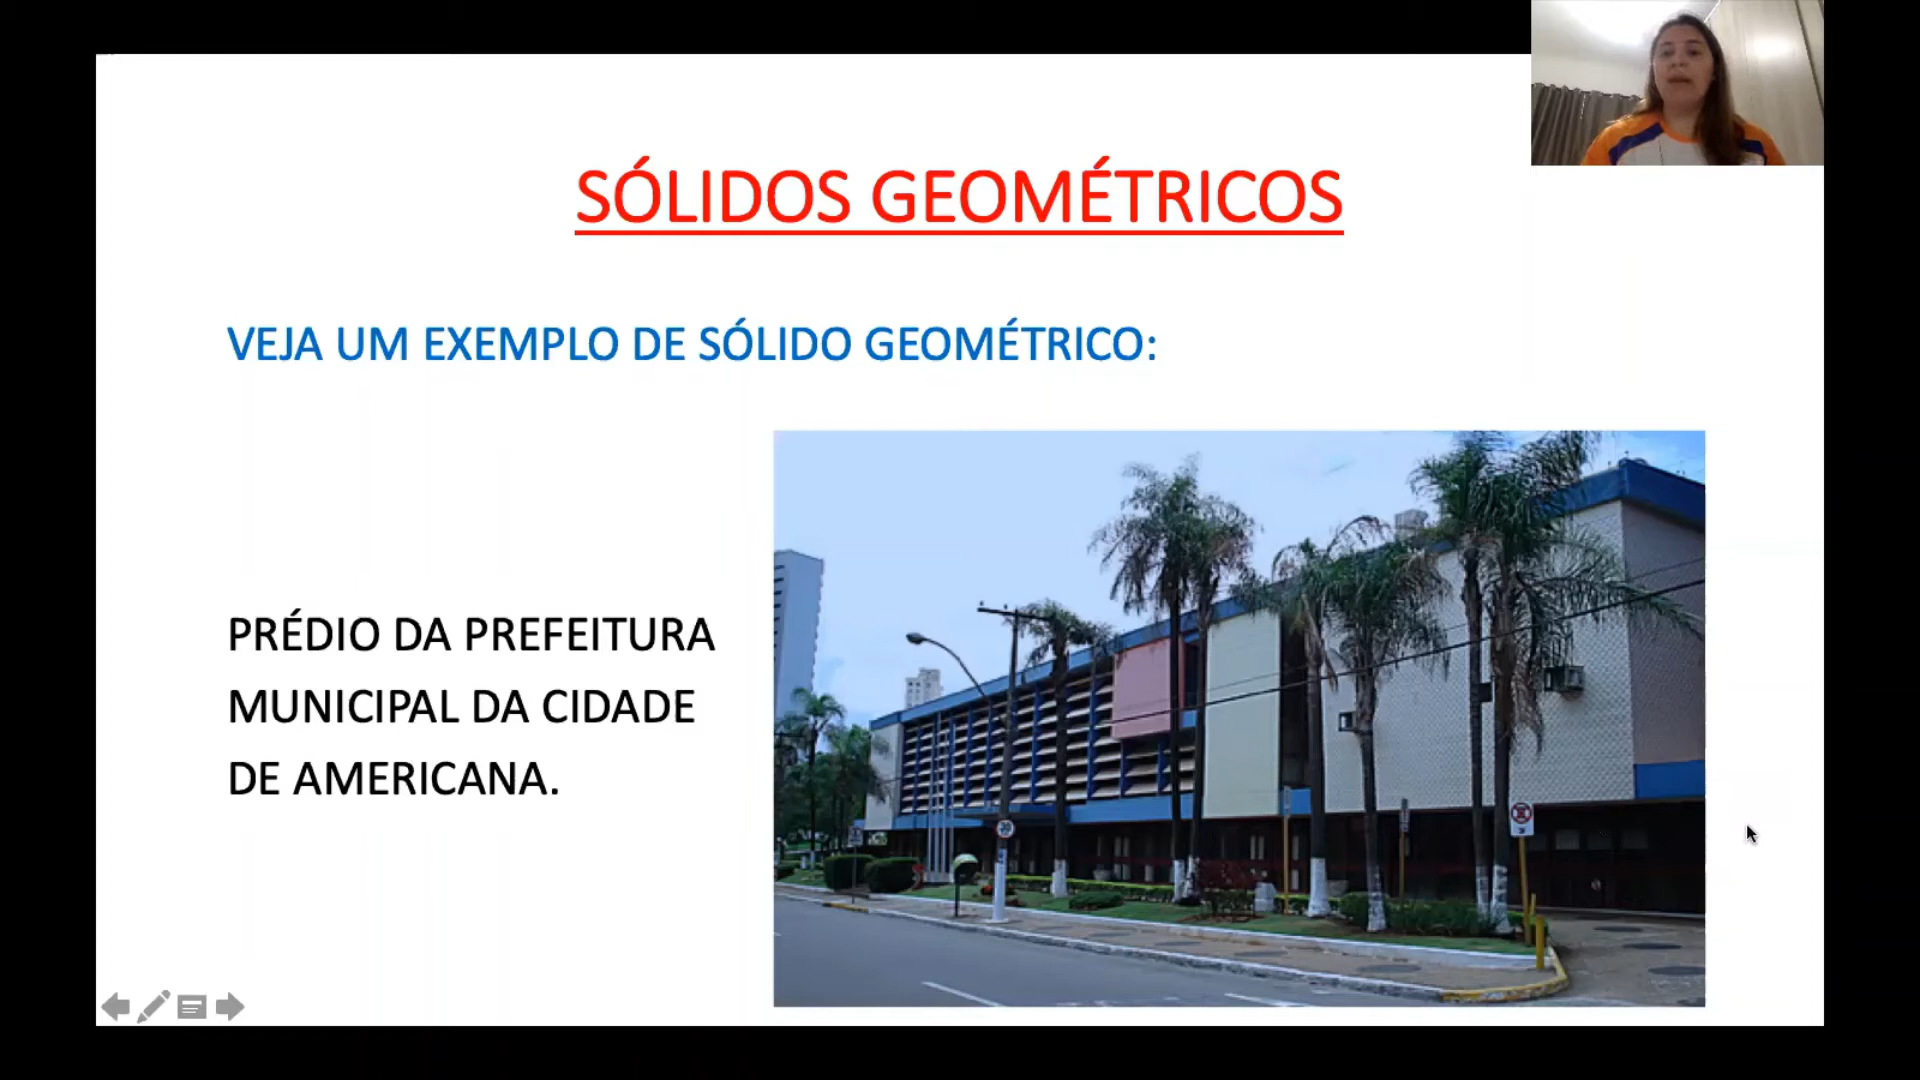 SÓLIDOS GEOMÉTRICOS
VEJA UM EXEMPLO DE SÓLIDO GEOMÉTRICO:
PRÉDIO DA PREFEITURA
MUNICIPAL DA CIDADE
DE AMERICANA.